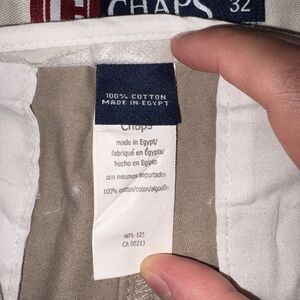 CHAPS 32
100% COTTON
MADE IN EGYPT
Chaps
made in Egypt/
fabriqué en Égypte/
hecho en Egipto
con insumos importados
100% cotton/coton/algodón
WPL-125
CA 00213